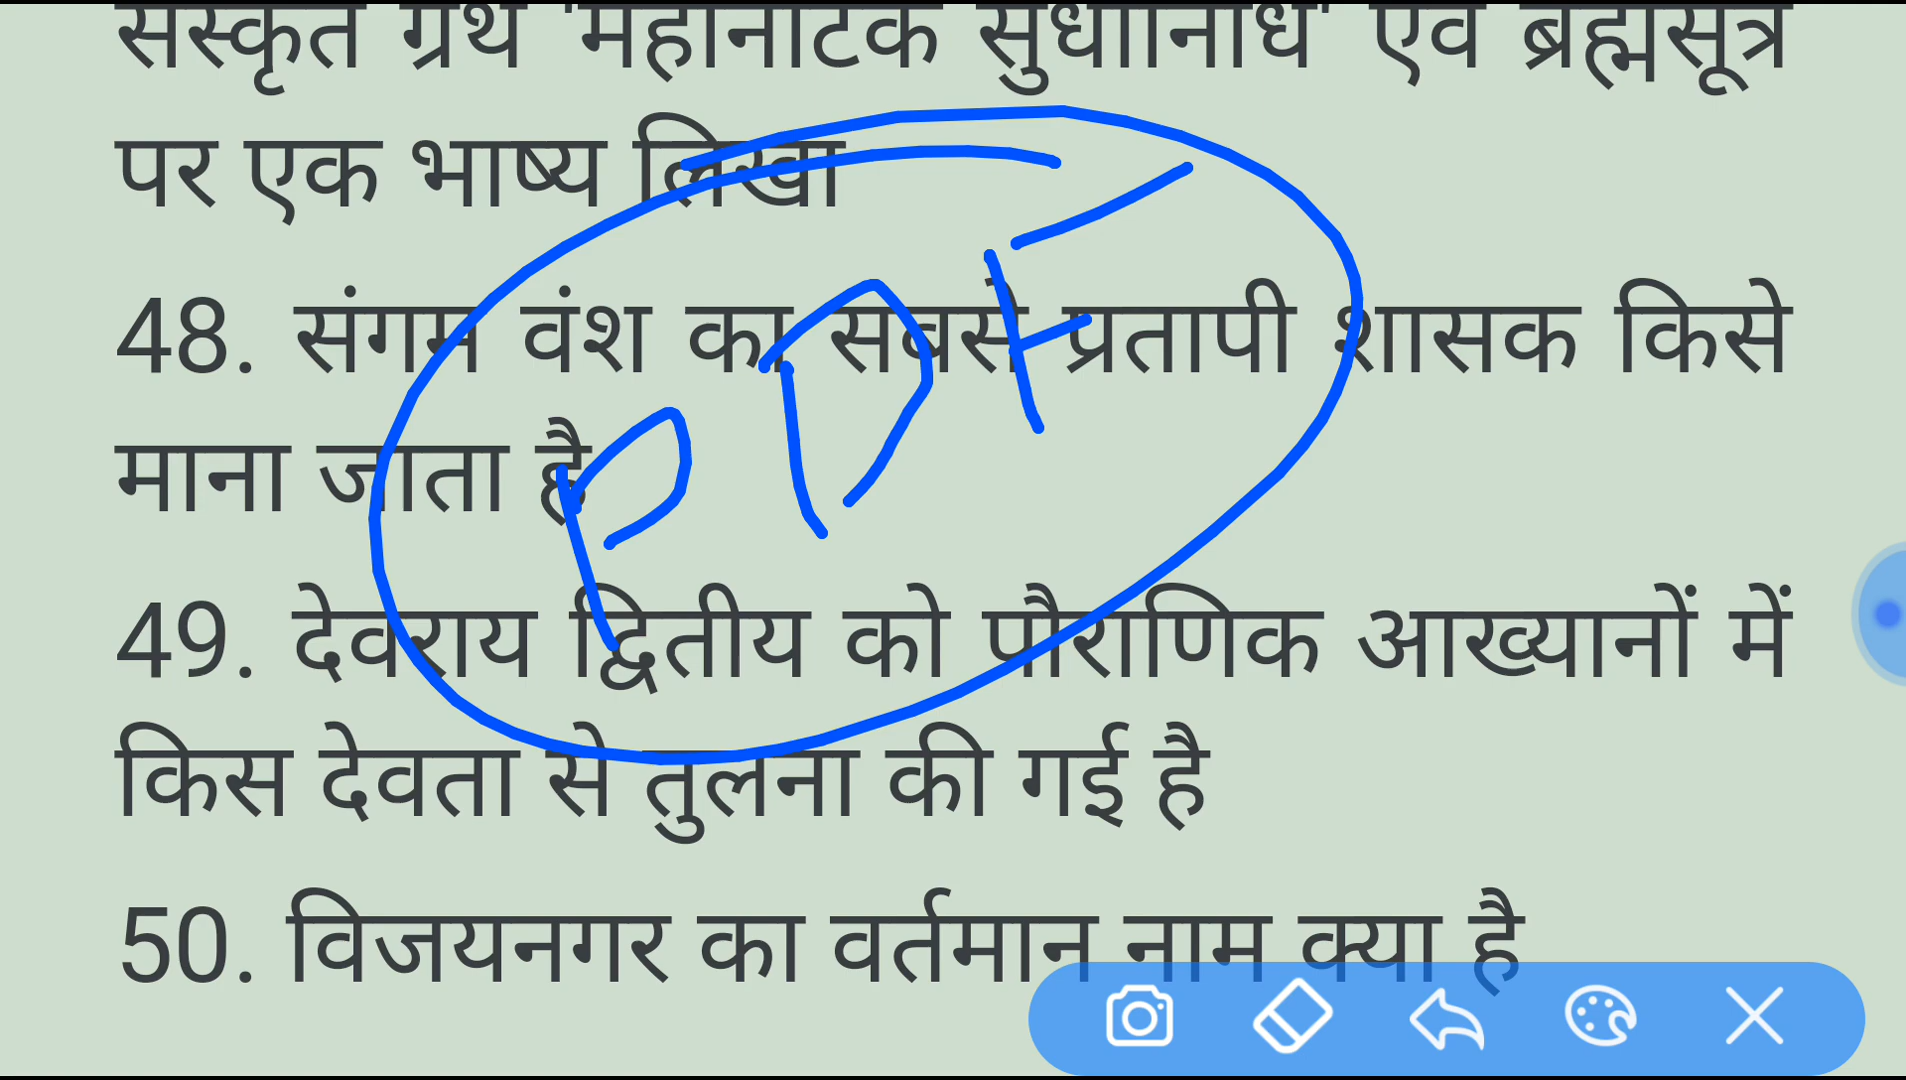 संस्कृत ग्रंथ 'महानाटक सुधानिधि' एवं ब्रह्मसूत्र
पर एक भाष्य लिखा
48. संगम वंश का सबसे प्रतापी शासक किसे
माना जाता है
PDF
49. देवराय द्वितीय को पौराणिक आख्यानों में
किस देवता से तुलना की गई है
50. विजयनगर का वर्तमान नाम क्या है